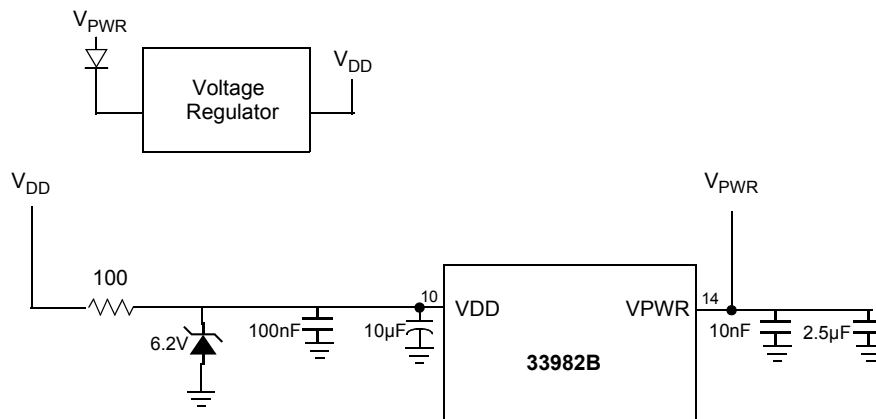 VPWR
Voltage
Regulator
VDD
VDD
VPWR
100
10
VDD
VPWR
14
6.2V
100nF
10µF
10nF
2.5µF
33982B